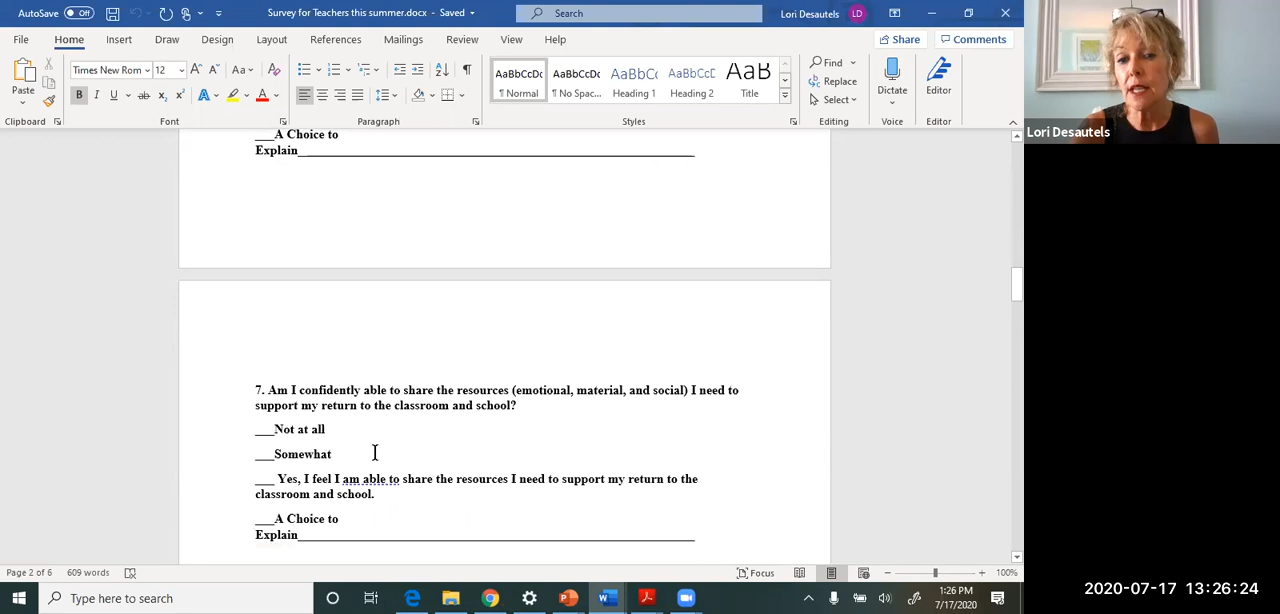 AutoSave Off Survey for Teachers this summer.docx - Saved Search Lori Desautels LD
File Home Insert Draw Design Layout References Mailings Review View Help Share Comments
Paste Times New Rom 12 Find Replace Select Dictate Editor
AaBbCcDc AaBbCcDc AaBbCc AaBbCcD AaB
¶ Normal ¶ No Spac... Heading 1 Heading 2 Title
Clipboard Font Paragraph Styles Editing Voice Editor
___A Choice to
Explain
7. Am I confidently able to share the resources (emotional, material, and social) I need to
support my return to the classroom and school?
___Not at all
___Somewhat
___ Yes, I feel I am able to share the resources I need to support my return to the
classroom and school.
___A Choice to
Explain
Page 2 of 6 609 words Focus 100%
Type here to search
1:26 PM
7/17/2020
Lori Desautels
2020-07-17 13:26:24